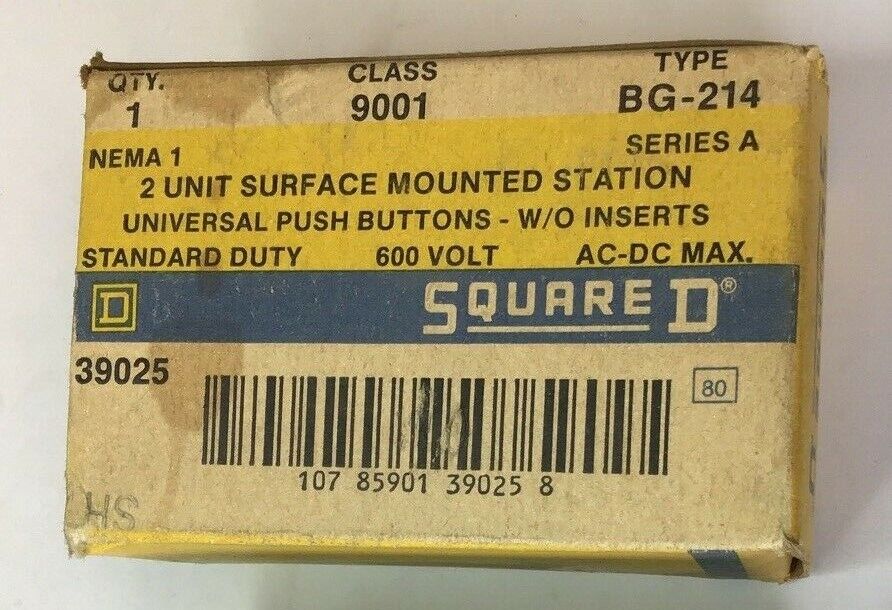 QTY. CLASS TYPE
1 9001 BG-214
NEMA 1 SERIES A
2 UNIT SURFACE MOUNTED STATION
UNIVERSAL PUSH BUTTONS - W/O INSERTS
STANDARD DUTY 600 VOLT AC-DC MAX.
D SQUARE D®
39025
80
107 85901 39025 8
HS